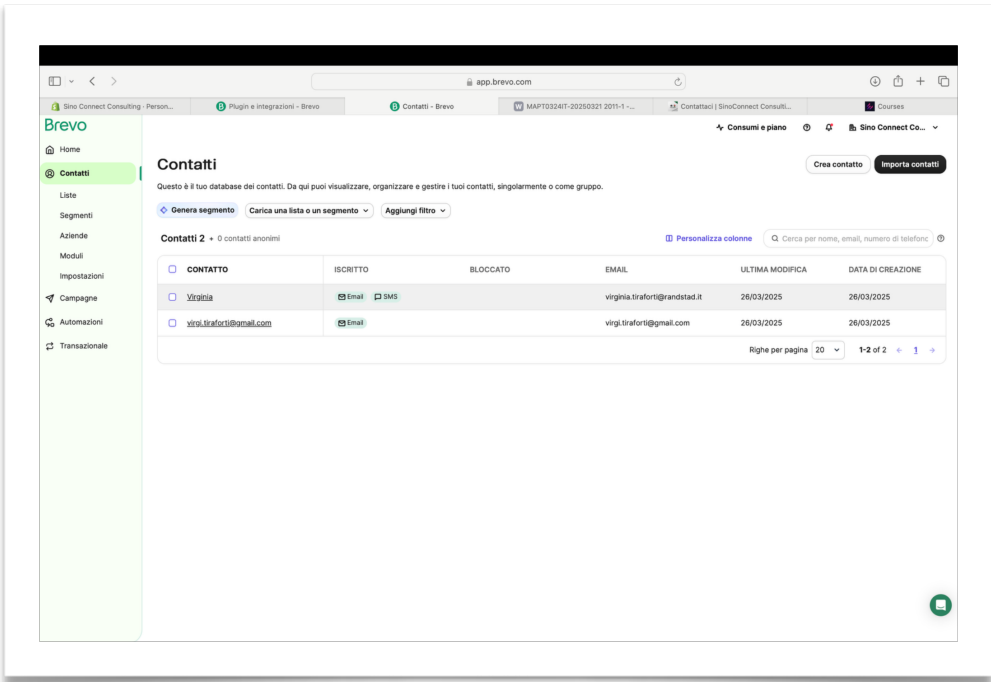 app.brevo.com
Sino Connect Consulting · Person...
Plugin e integrazioni - Brevo
Contatti - Brevo
MAPT0324IT-20250321 2011-1 -...
Contattaci | SinoConnect Consulti...
Courses
Brevo
Consumi e piano
Sino Connect Co...
Home
Contatti
Liste
Segmenti
Aziende
Moduli
Impostazioni
Campagne
Automazioni
Transazionale
Contatti
Crea contatto
Importa contatti
Questo è il tuo database dei contatti. Da qui puoi visualizzare, organizzare e gestire i tuoi contatti, singolarmente o come gruppo.
Genera segmento
Carica una lista o un segmento
Aggiungi filtro
Contatti 2 + 0 contatti anonimi
Personalizza colonne
Cerca per nome, email, numero di telefono
CONTATTO ISCRITTO BLOCCATO EMAIL ULTIMA MODIFICA DATA DI CREAZIONE
Virginia Email SMS virginia.tiraforti@randstad.it 26/03/2025 26/03/2025
virgi.tiraforti@gmail.com Email virgi.tiraforti@gmail.com 26/03/2025 26/03/2025
Righe per pagina 20 1-2 of 2 1